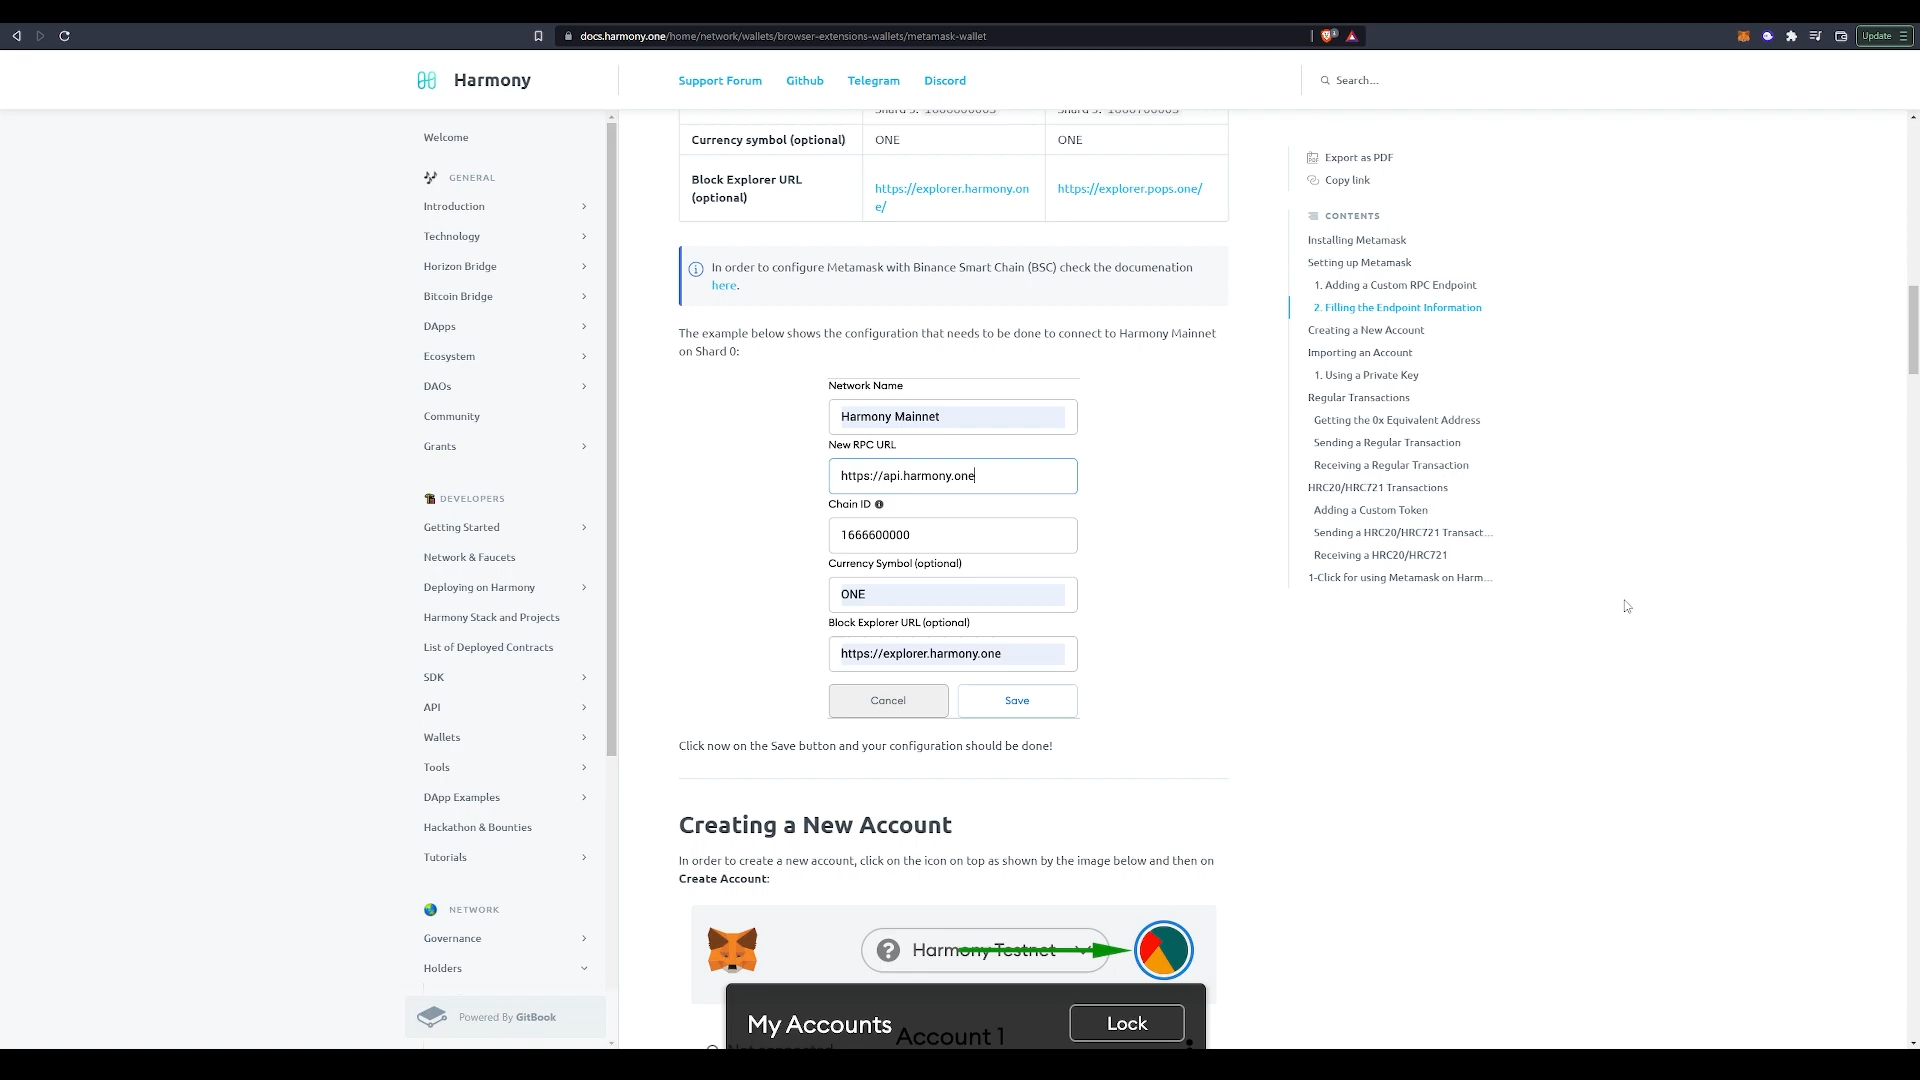 docs.harmony.one/home/network/wallets/browser-extensions-wallets/metamask-wallet
Update
Harmony
Support Forum
Github
Telegram
Discord
Search...
Welcome
GENERAL
Introduction
Technology
Horizon Bridge
Bitcoin Bridge
DApps
Ecosystem
DAOs
Community
Grants
DEVELOPERS
Getting Started
Network & Faucets
Deploying on Harmony
Harmony Stack and Projects
List of Deployed Contracts
SDK
API
Wallets
Tools
DApp Examples
Hackathon & Bounties
Tutorials
NETWORK
Governance
Holders
Powered By GitBook
Currency symbol (optional) ONE ONE
Block Explorer URL (optional) https://explorer.harmony.one/ https://explorer.pops.one/
In order to configure Metamask with Binance Smart Chain (BSC) check the documenation
here.
The example below shows the configuration that needs to be done to connect to Harmony Mainnet
on Shard 0:
Network Name
Harmony Mainnet
New RPC URL
https://api.harmony.one
Chain ID
1666600000
Currency Symbol (optional)
ONE
Block Explorer URL (optional)
https://explorer.harmony.one
Cancel
Save
Click now on the Save button and your configuration should be done!
Creating a New Account
In order to create a new account, click on the icon on top as shown by the image below and then on
Create Account:
Harmony Testnet
My Accounts
Lock
Account 1
Export as PDF
Copy link
CONTENTS
Installing Metamask
Setting up Metamask
1. Adding a Custom RPC Endpoint
2. Filling the Endpoint Information
Creating a New Account
Importing an Account
1. Using a Private Key
Regular Transactions
Getting the 0x Equivalent Address
Sending a Regular Transaction
Receiving a Regular Transaction
HRC20/HRC721 Transactions
Adding a Custom Token
Sending a HRC20/HRC721 Transact...
Receiving a HRC20/HRC721
1-Click for using Metamask on Harm...